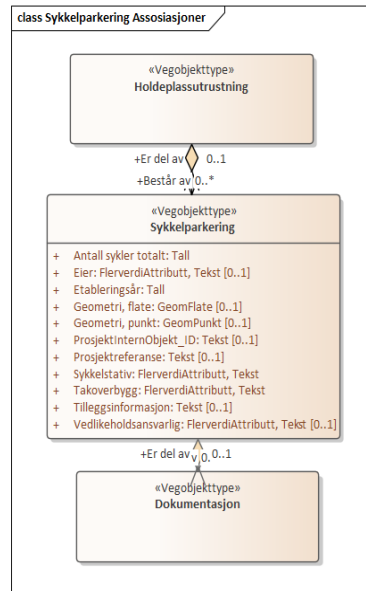 class Sykkelparkering Assosiasjoner
«Vegobjekttype»
Holdeplassutrustning
+Er del av 0..1
+Består av 0..*
«Vegobjekttype»
Sykkelparkering
+ Antall sykler totalt: Tall
+ Eier: FlerverdiAttributt, Tekst [0..1]
+ Etableringsår: Tall
+ Geometri, flate: GeomFlate [0..1]
+ Geometri, punkt: GeomPunkt [0..1]
+ ProsjektInternObjekt_ID: Tekst [0..1]
+ Prosjektreferanse: Tekst [0..1]
+ Sykkelstativ: FlerverdiAttributt, Tekst
+ Takoverbygg: FlerverdiAttributt, Tekst
+ Tilleggsinformasjon: Tekst [0..1]
+ Vedlikeholdsansvarlig: FlerverdiAttributt, Tekst [0..1]
+Er del av 0..1
«Vegobjekttype»
Dokumentasjon